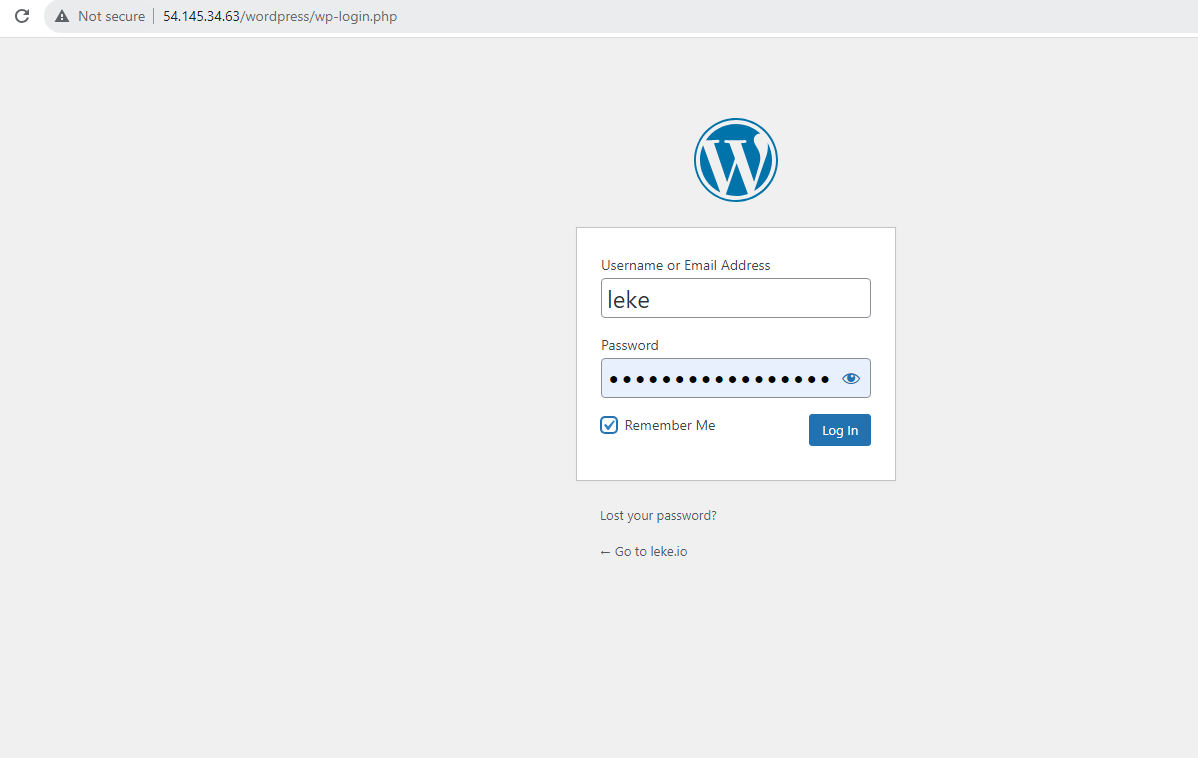 Not secure 54.145.34.63/wordpress/wp-login.php
W
Username or Email Address
leke
Password
●●●●●●●●●●●●●●●●●
Remember Me
Log In
Lost your password?
← Go to leke.io